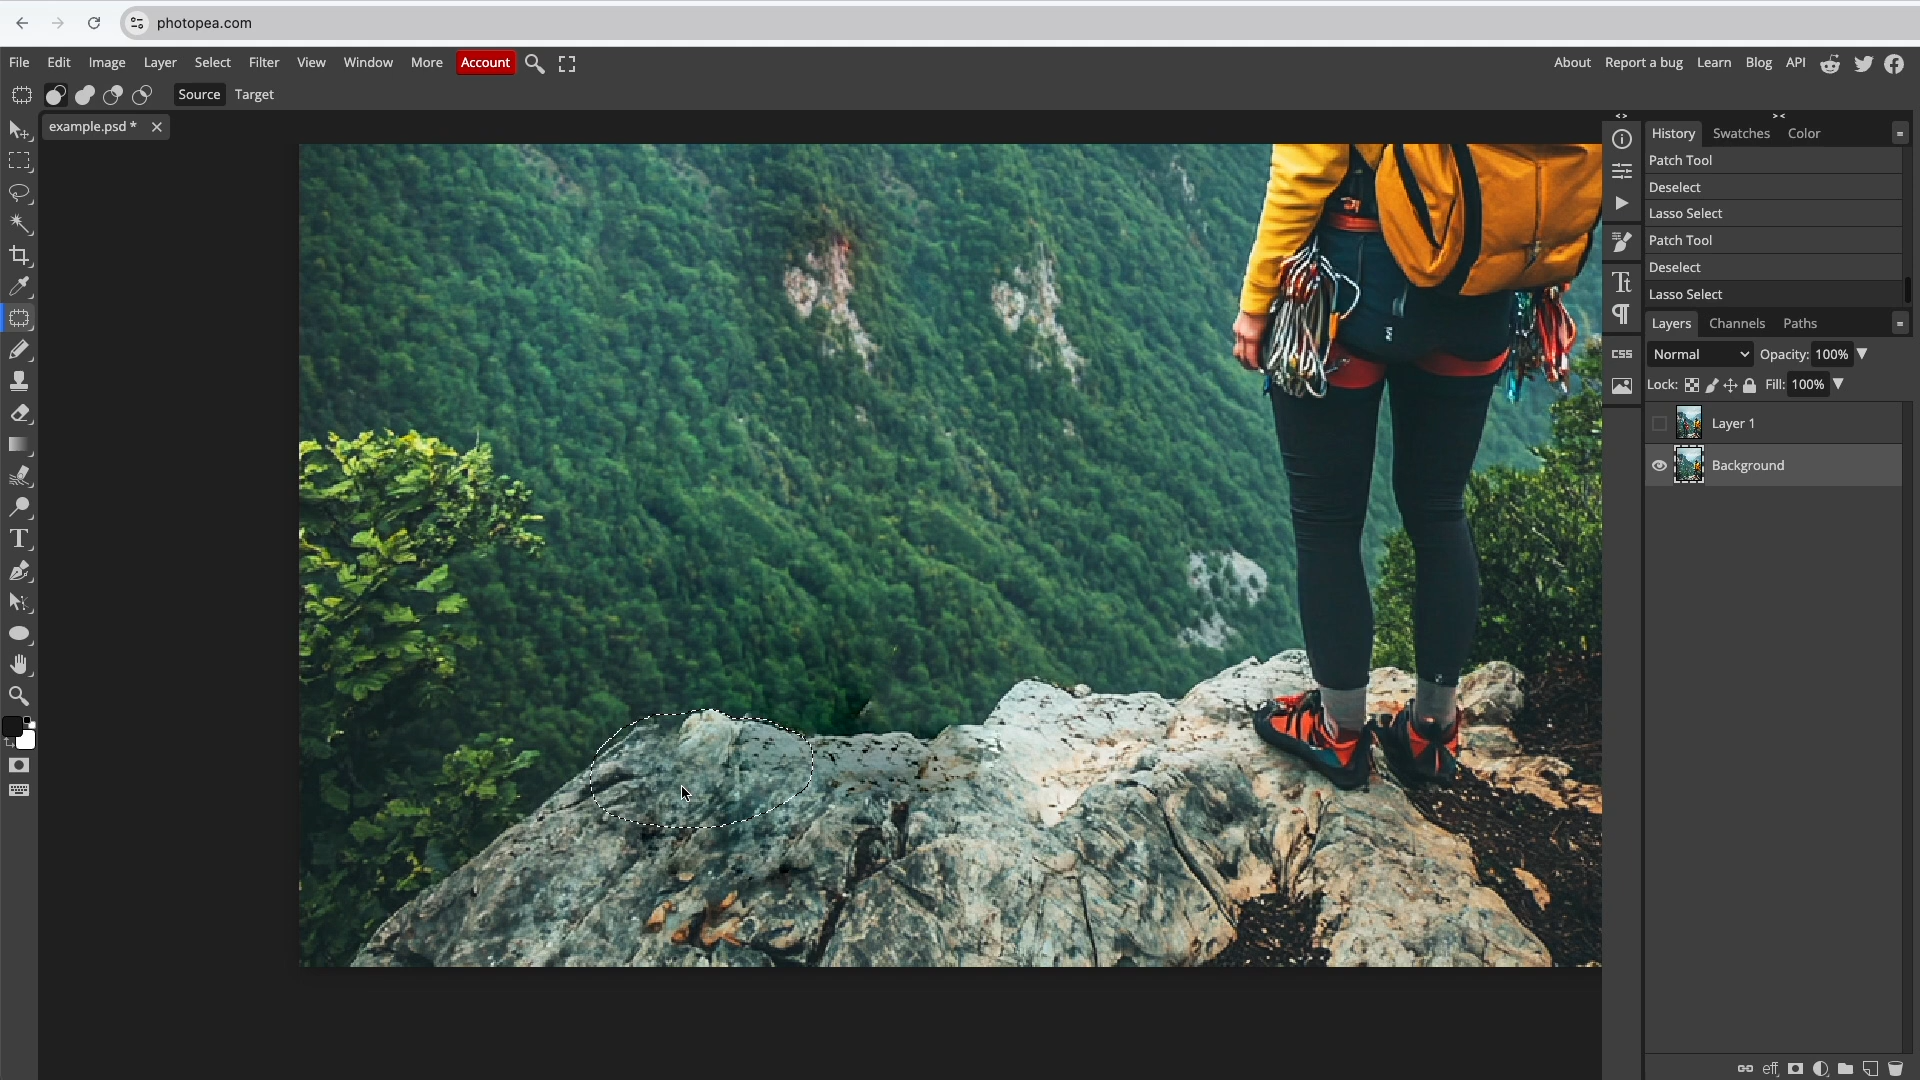 photopea.com
File Edit Image Layer Select Filter View Window More Account About Report a bug Learn Blog API
Source Target
example.psd *
History Swatches Color
Patch Tool
Deselect
Lasso Select
Patch Tool
Deselect
Lasso Select
Layers Channels Paths
Normal Opacity: 100%
Lock: Fill: 100%
CSS
Layer 1
Background
eff